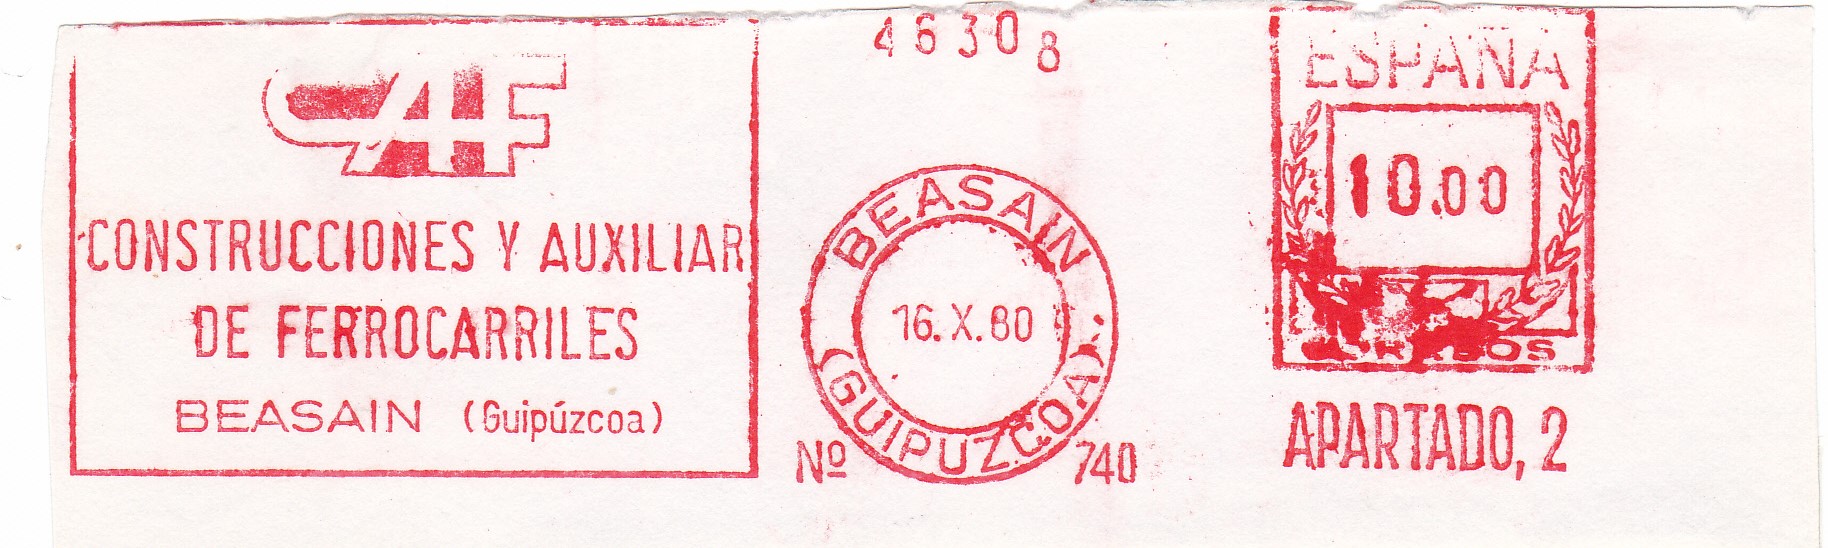 CAF
CONSTRUCCIONES Y AUXILIAR
DE FERROCARRILES
BEASAIN (Guipúzcoa)
46308
BEASAIN
16.X.80
(GUIPUZCOA)
Nº 740
ESPAÑA
10.00
CORREOS
APARTADO, 2